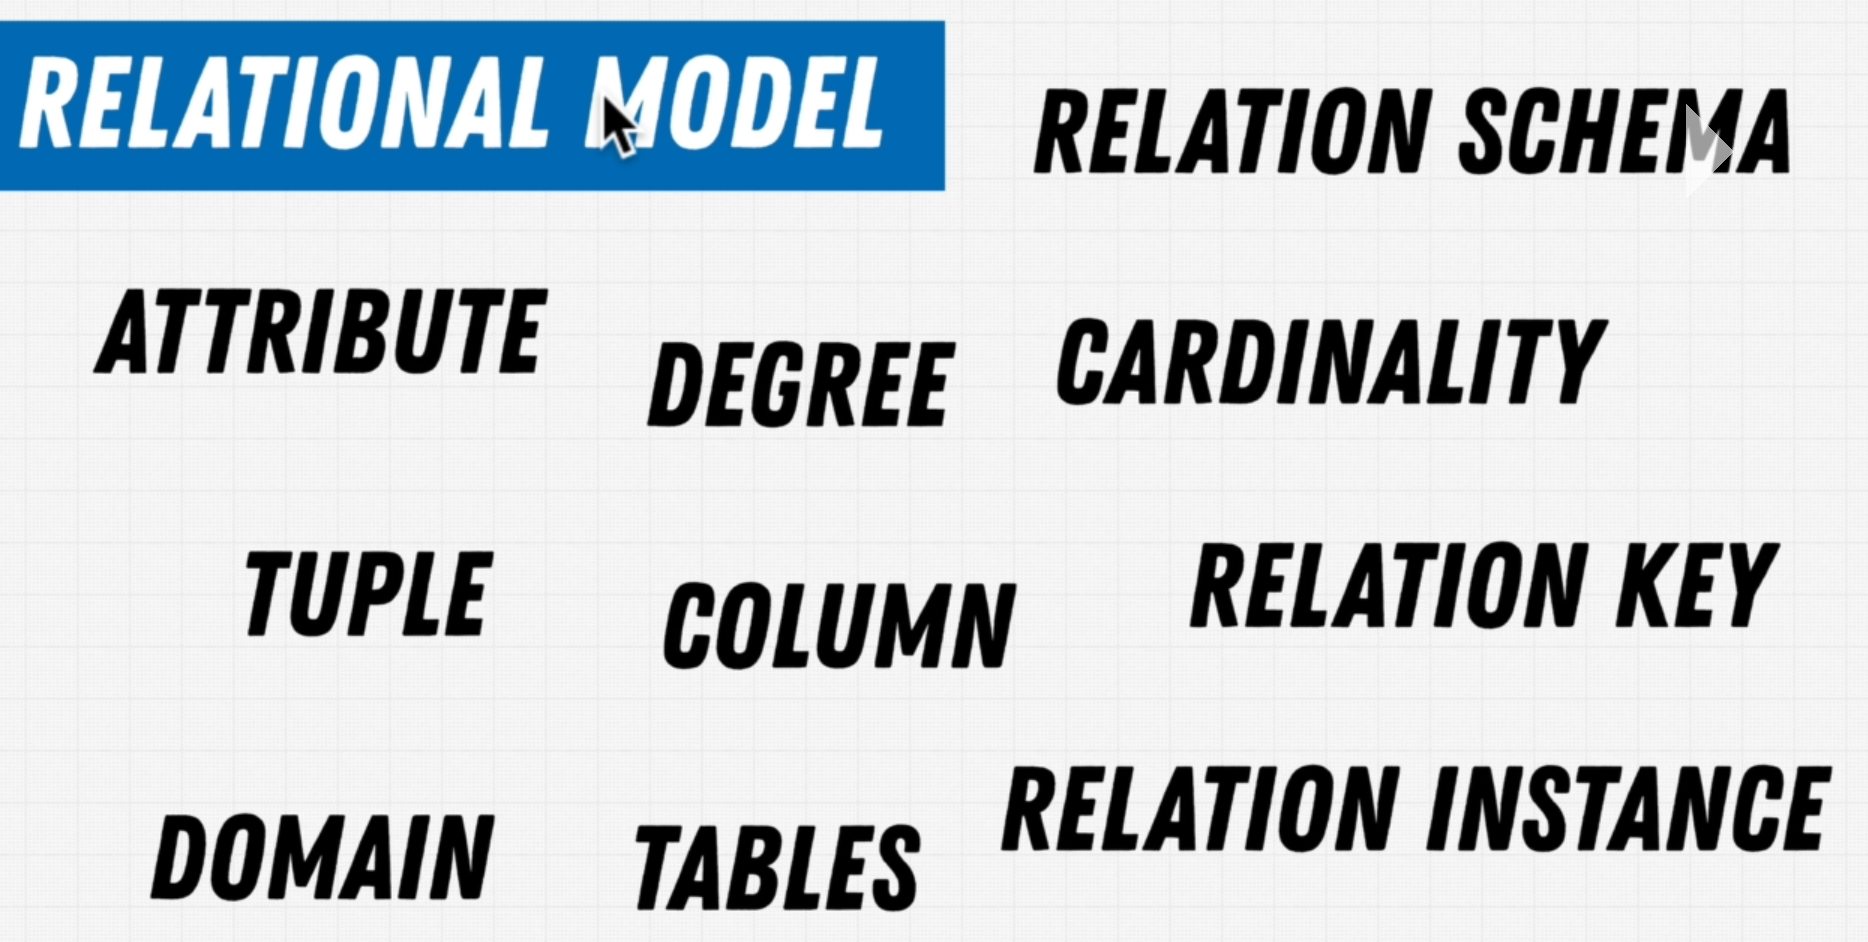 RELATIONAL MODEL
RELATION SCHEMA
ATTRIBUTE
DEGREE
CARDINALITY
TUPLE
COLUMN
RELATION KEY
DOMAIN
TABLES
RELATION INSTANCE